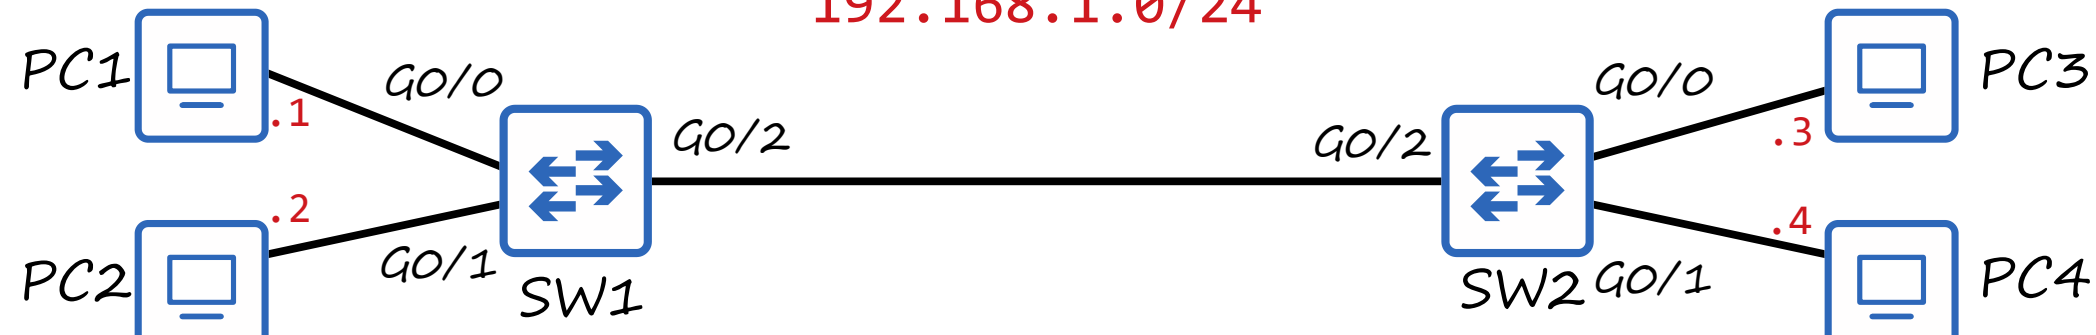 192.168.1.0/24
PC1
G0/0
.1
G0/2
G0/2
G0/0
PC3
.3
.2
.4
PC2
G0/1
SW1
SW2
G0/1
PC4